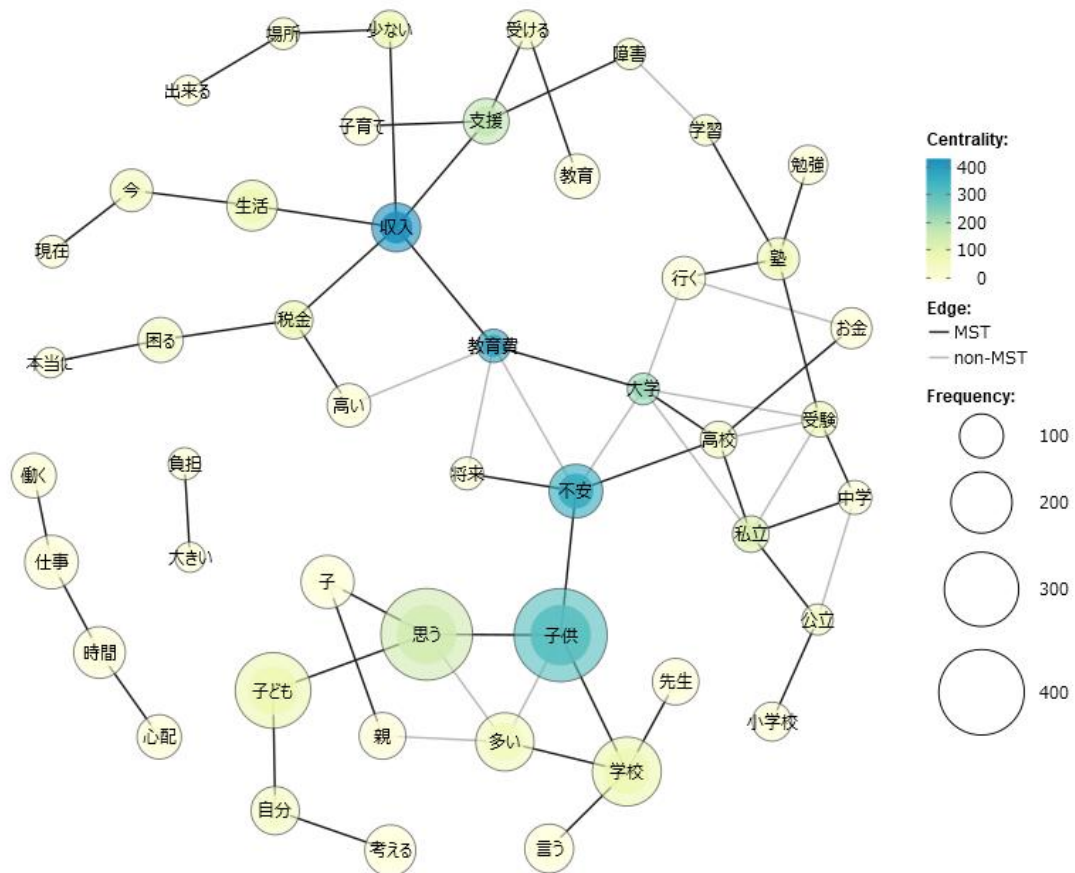 場所
少ない
受ける
障害
出来る
子育て
支援
学習
教育
勉強
今
生活
収入
現在
塾
行く
お金
税金
困る
本当に
教育費
高い
大学
受験
高校
将来
不安
中学
私立
働く
負担
仕事
大きい
子
思う
子供
公立
時間
子ども
先生
小学校
心配
親
多い
学校
自分
考える
言う
Centrality:
400
300
200
100
0
Edge:
MST
non-MST
Frequency:
100
200
300
400